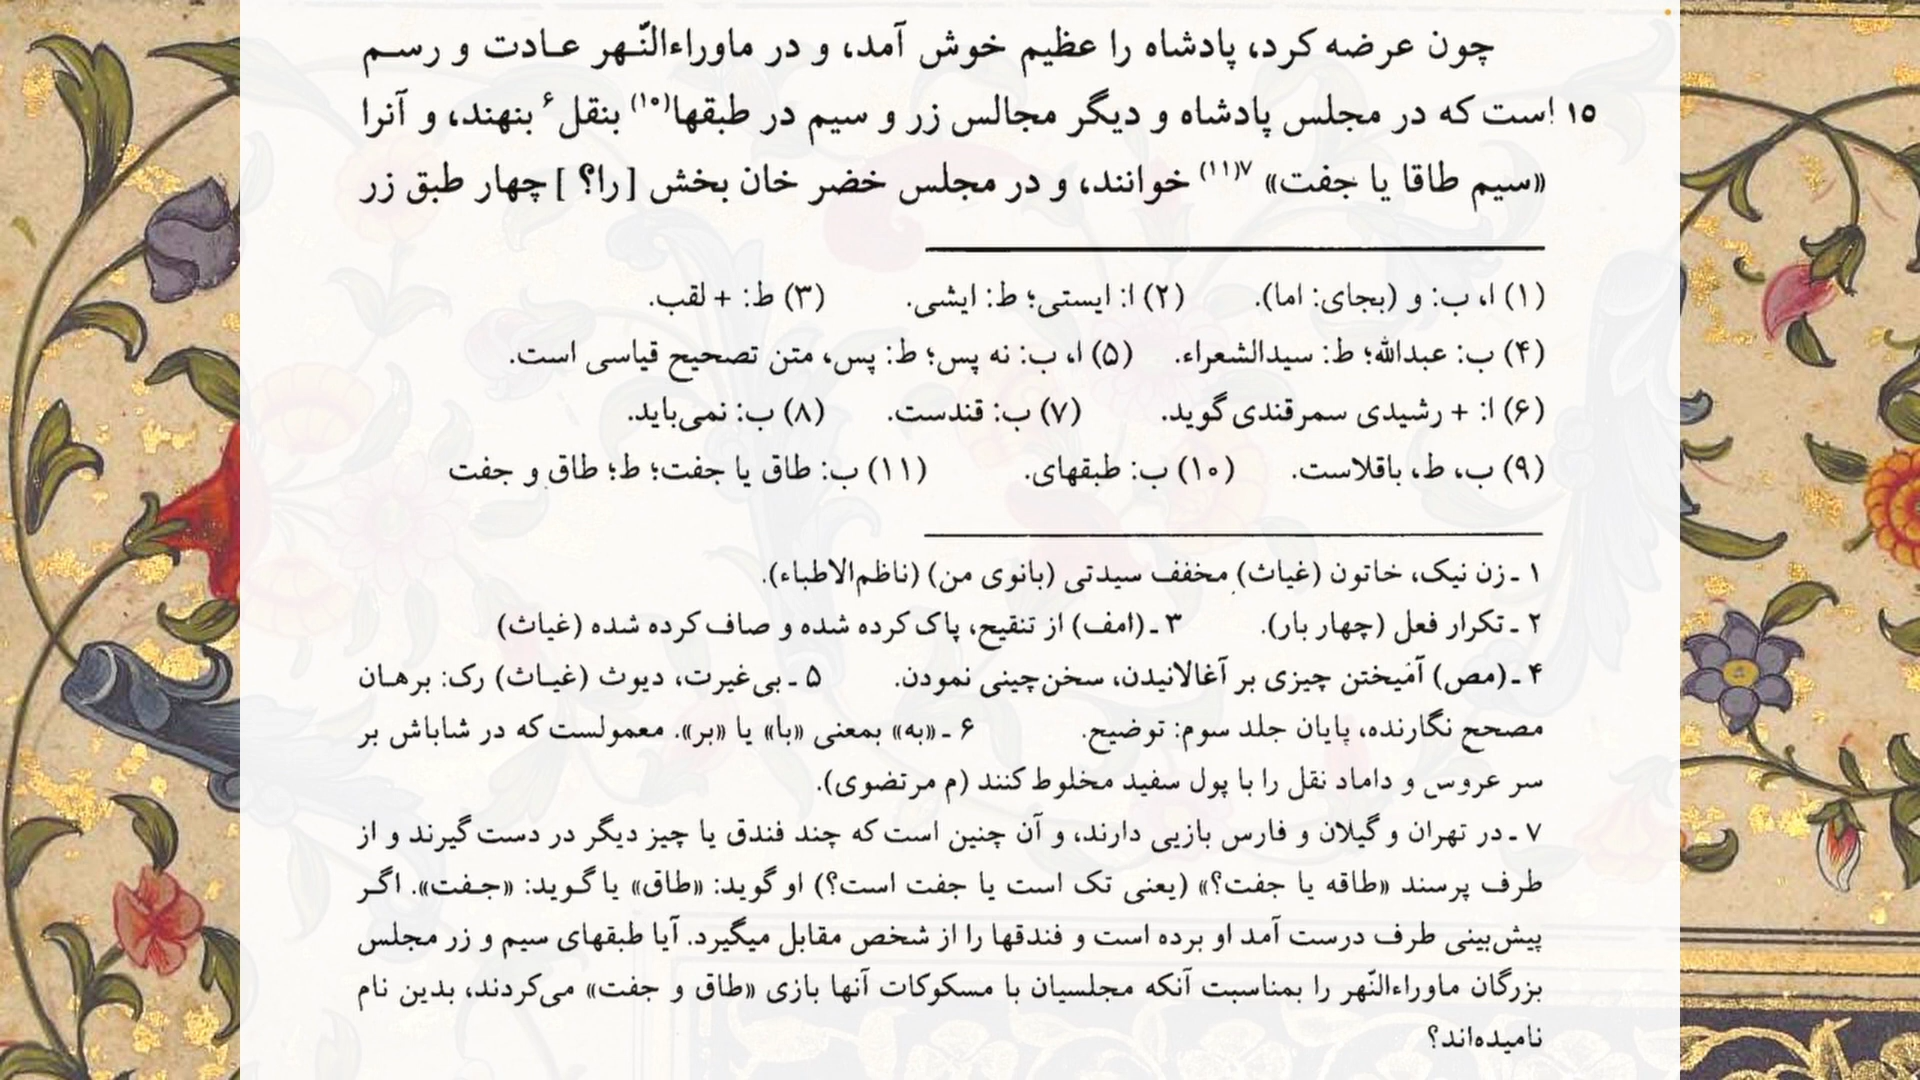 چون عرضه کرد، پادشاه را عظیم خوش آمد، و در ماوراءالنّهر عادت و رسم
۱۵ است که در مجلس پادشاه و دیگر مجالس زر و سیم در طبقها(۱۰) بنقل۶ بنهند، و آنرا
«سیم طاقا یا جفت» ۷(۱۱) خوانند، و در مجلس خضر خان بخش [را؟] چهار طبق زر
(۱) ا، ب: و (بجای: اما). (۲) ا: ایستی؛ ط: ایشی. (۳) ط: + لقب.
(۴) ب: عبدالله؛ ط: سیدالشعراء. (۵) ا، ب: نه پس؛ ط: پس، متن تصحیح قیاسی است.
(۶) ا: + رشیدی سمرقندی گوید. (۷) ب: قندست. (۸) ب: نمی‌باید.
(۹) ب، ط، باقلاست. (۱۰) ب: طبقهای. (۱۱) ب: طاق یا جفت؛ ط؛ طاق و جفت
۱ ـ زن نیک، خاتون (غیاث) مخفف سیدتی (بانوی من) (ناظم‌الاطباء).
۲ ـ تکرار فعل (چهار بار). ۳ ـ (امف) از تنقیح، پاک کرده شده و صاف کرده شده (غیاث)
۴ ـ (مص) آمیختن چیزی بر آغالانیدن، سخن‌چینی نمودن. ۵ ـ بی‌غیرت، دیوث (غیاث) رک: برهان
مصحح نگارنده، پایان جلد سوم: توضیح. ۶ ـ «به» بمعنی «با» یا «بر». معمولست که در شاباش بر
سر عروس و داماد نقل را با پول سفید مخلوط کنند (م مرتضوی).
۷ ـ در تهران و گیلان و فارس بازیی دارند، و آن چنین است که چند فندق یا چیز دیگر در دست گیرند و از
طرف پرسند «طاقه یا جفت؟» (یعنی تک است یا جفت است؟) او گوید: «طاق» یا گوید: «جفت». اگر
پیش‌بینی طرف درست آمد او برده است و فندقها را از شخص مقابل میگیرد. آیا طبقهای سیم و زر مجلس
بزرگان ماوراءالنّهر را بمناسبت آنکه مجلسیان با مسکوکات آنها بازی «طاق و جفت» می‌کردند، بدین نام
نامیده‌اند؟